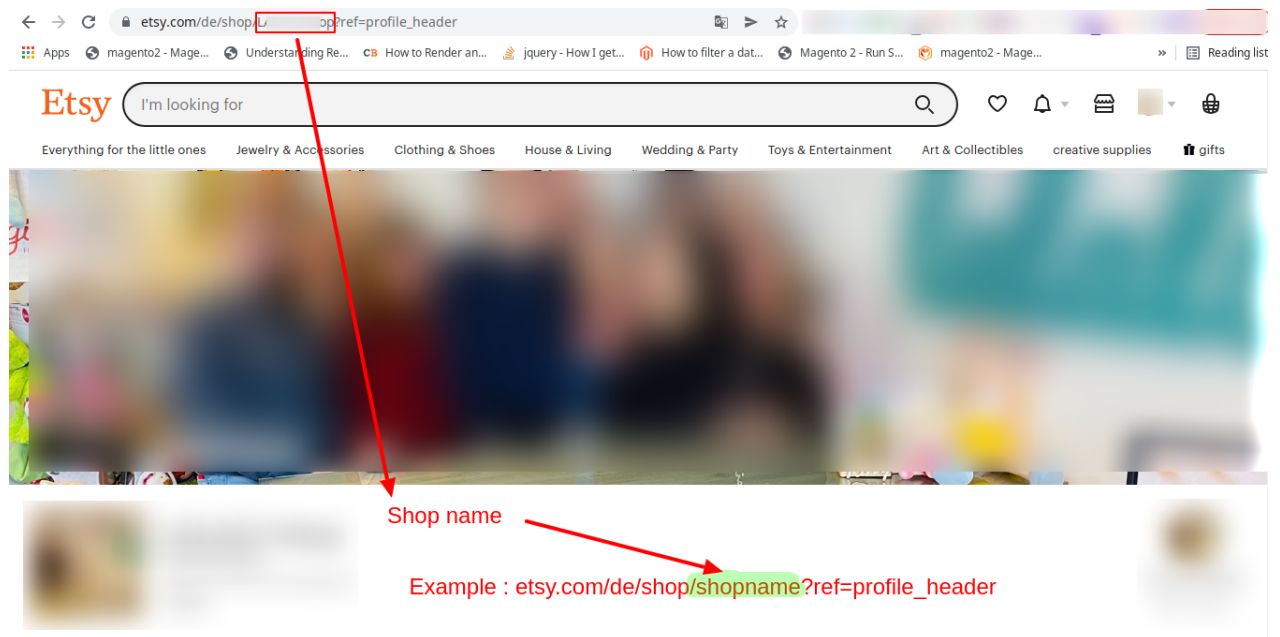 etsy.com/de/shop/L op?ref=profile_header
Apps magento2 - Mage... Understanding Re... CB How to Render an... jquery - How I get... How to filter a dat... Magento 2 - Run S... magento2 - Mage... » Reading list
Etsy I'm looking for
Everything for the little ones Jewelry & Accessories Clothing & Shoes House & Living Wedding & Party Toys & Entertainment Art & Collectibles creative supplies gifts
Shop name
Example : etsy.com/de/shop/shopname?ref=profile_header